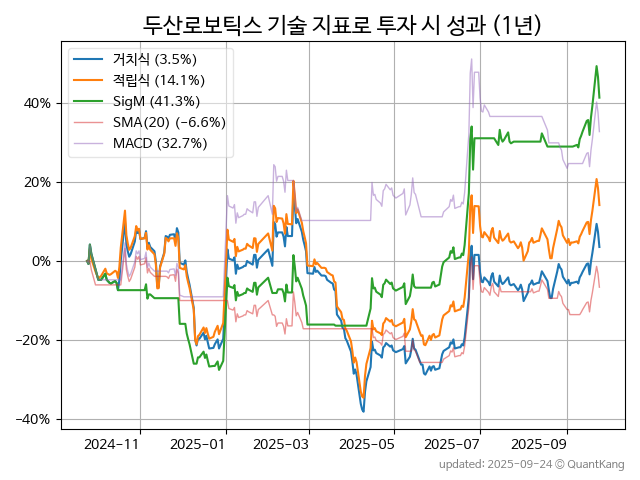 두산로보틱스 기술 지표로 투자 시 성과 (1년)
거치식 (3.5%)
적립식 (14.1%)
SigM (41.3%)
SMA(20) (−6.6%)
MACD (32.7%)
40%
20%
0%
−20%
−40%
2024−11
2025−01
2025−03
2025−05
2025−07
2025−09
updated: 2025-09-24 © QuantKang